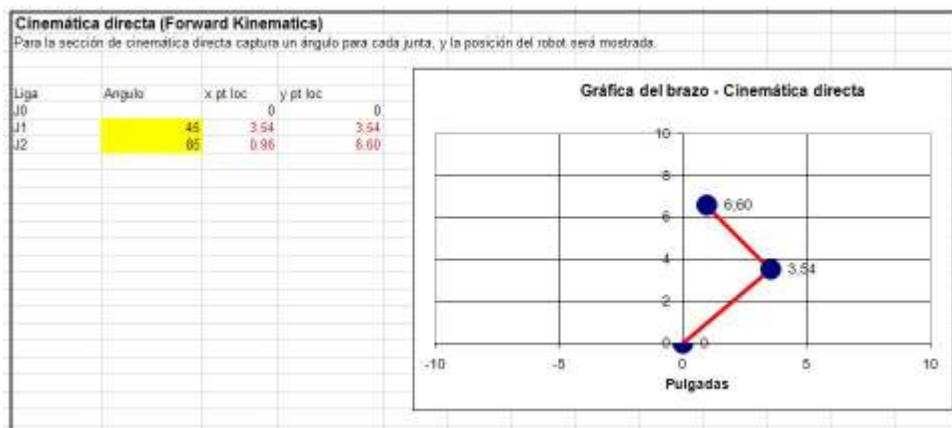 Cinemática directa (Forward Kinematics)
Para la sección de cinemática directa captura un ángulo para cada junta, y la posición del robot será mostrada.
Liga Angulo x pt loc y pt loc
J0 0 0
J1 45 3.54 3.54
J2 85 0.96 6.60
Gráfica del brazo - Cinemática directa
10
8
6
4
2
0
6,60
3,54
0
-10 -5 0 5 10
Pulgadas